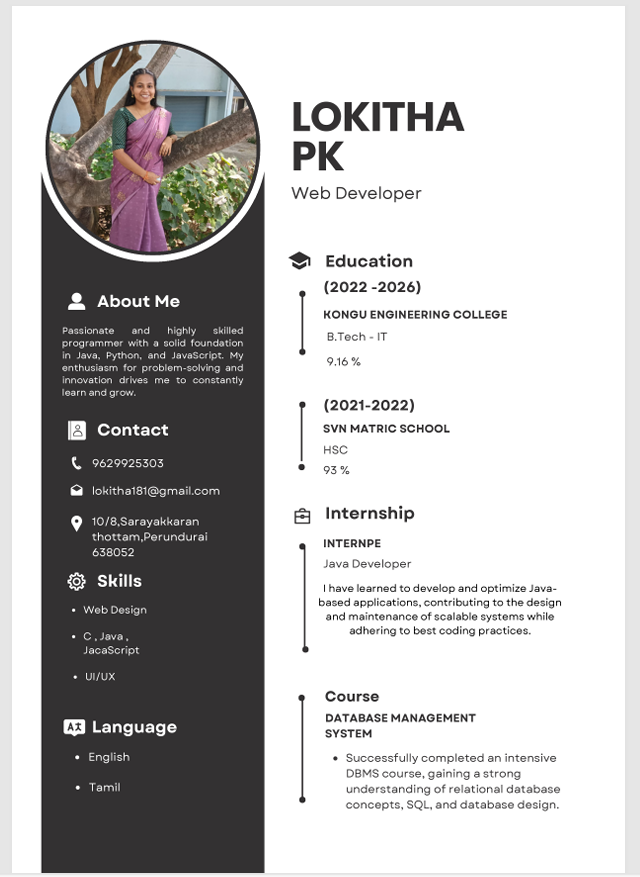 LOKITHA
PK
Web Developer
About Me
Passionate and highly skilled
programmer with a solid foundation
in Java, Python, and JavaScript. My
enthusiasm for problem-solving and
innovation drives me to constantly
learn and grow.
Contact
9629925303
lokitha181@gmail.com
10/8,Sarayakkaran
thottam,Perundurai
638052
Skills
Web Design
C , Java ,
JacaScript
UI/UX
Language
English
Tamil
Education
(2022 -2026)
KONGU ENGINEERING COLLEGE
B.Tech - IT
9.16 %
(2021-2022)
SVN MATRIC SCHOOL
HSC
93 %
Internship
INTERNPE
Java Developer
I have learned to develop and optimize Java-
based applications, contributing to the design
and maintenance of scalable systems while
adhering to best coding practices.
Course
DATABASE MANAGEMENT
SYSTEM
Successfully completed an intensive
DBMS course, gaining a strong
understanding of relational database
concepts, SQL, and database design.